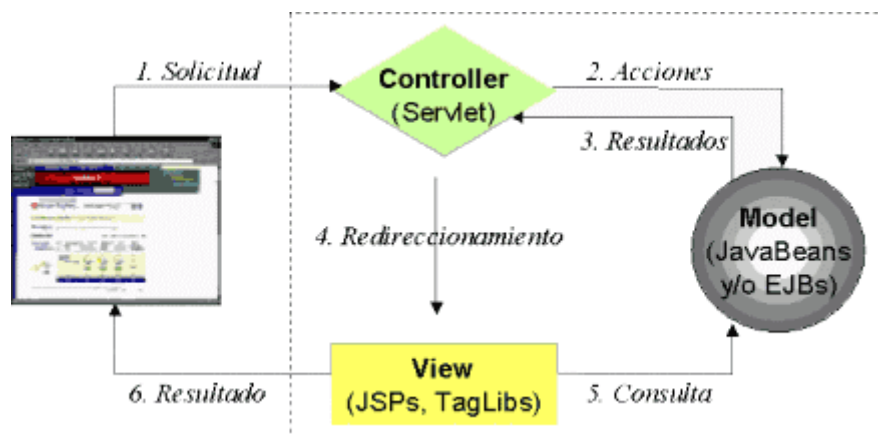 1. Solicitud
Controller
(Servlet)
2. Acciones
3. Resultados
Model
(JavaBeans
y/o EJBs)
4. Redireccionamiento
View
(JSPs, TagLibs)
5. Consulta
6. Resultado